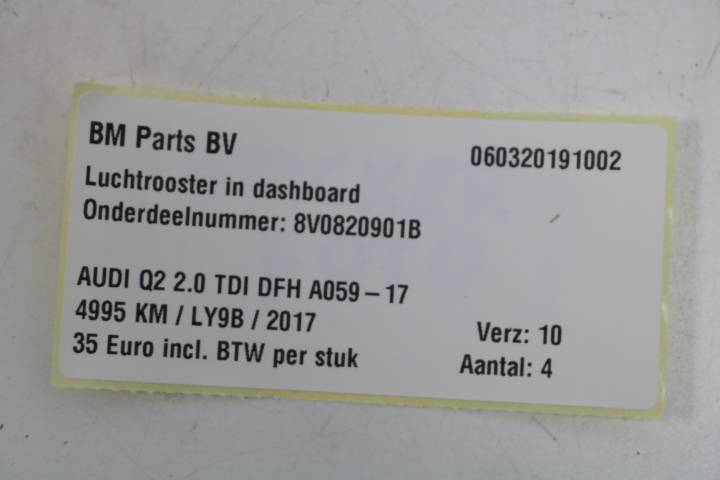 BM Parts BV
060320191002
Luchtrooster in dashboard
Onderdeelnummer: 8V0820901B
AUDI Q2 2.0 TDI DFH A059-17
4995 KM / LY9B / 2017
Verz: 10
35 Euro incl. BTW per stuk
Aantal: 4